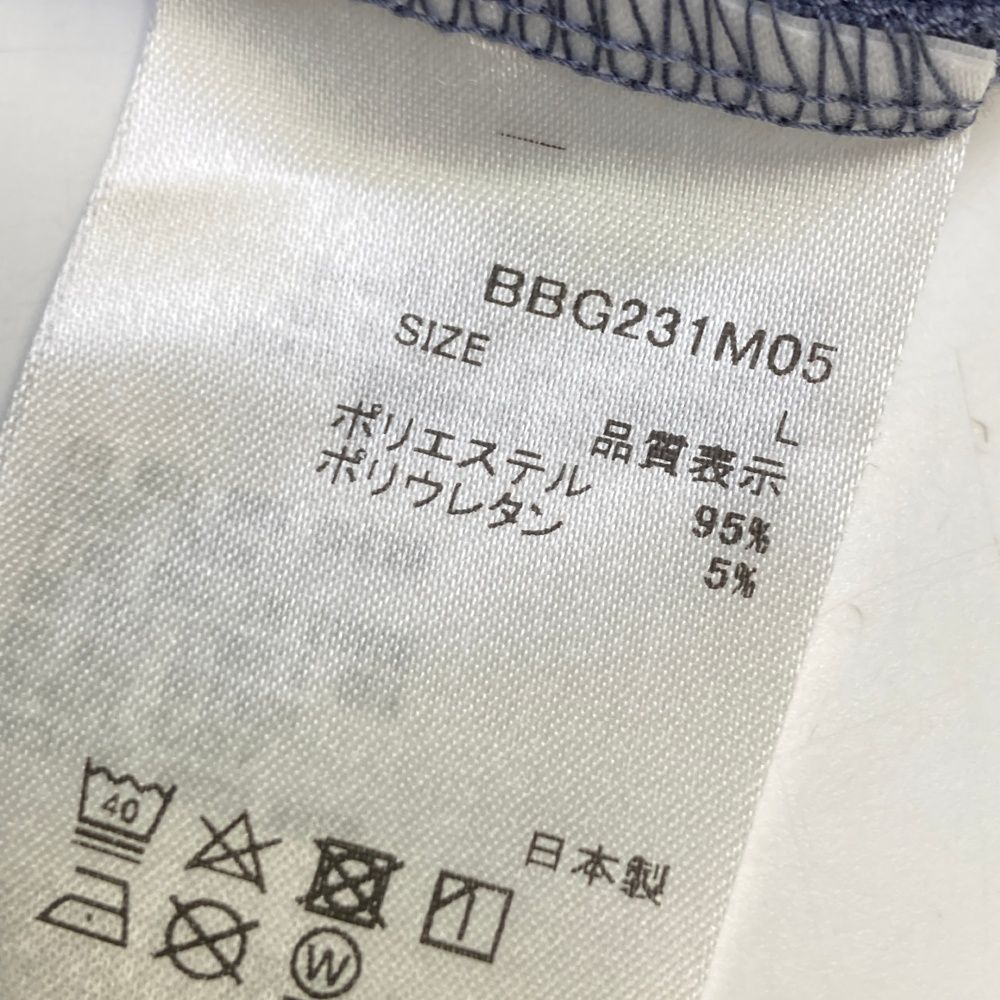 BBG231M05
SIZE L
品質表示
ポリエステル 95%
ポリウレタン 5%
日本製
40
W